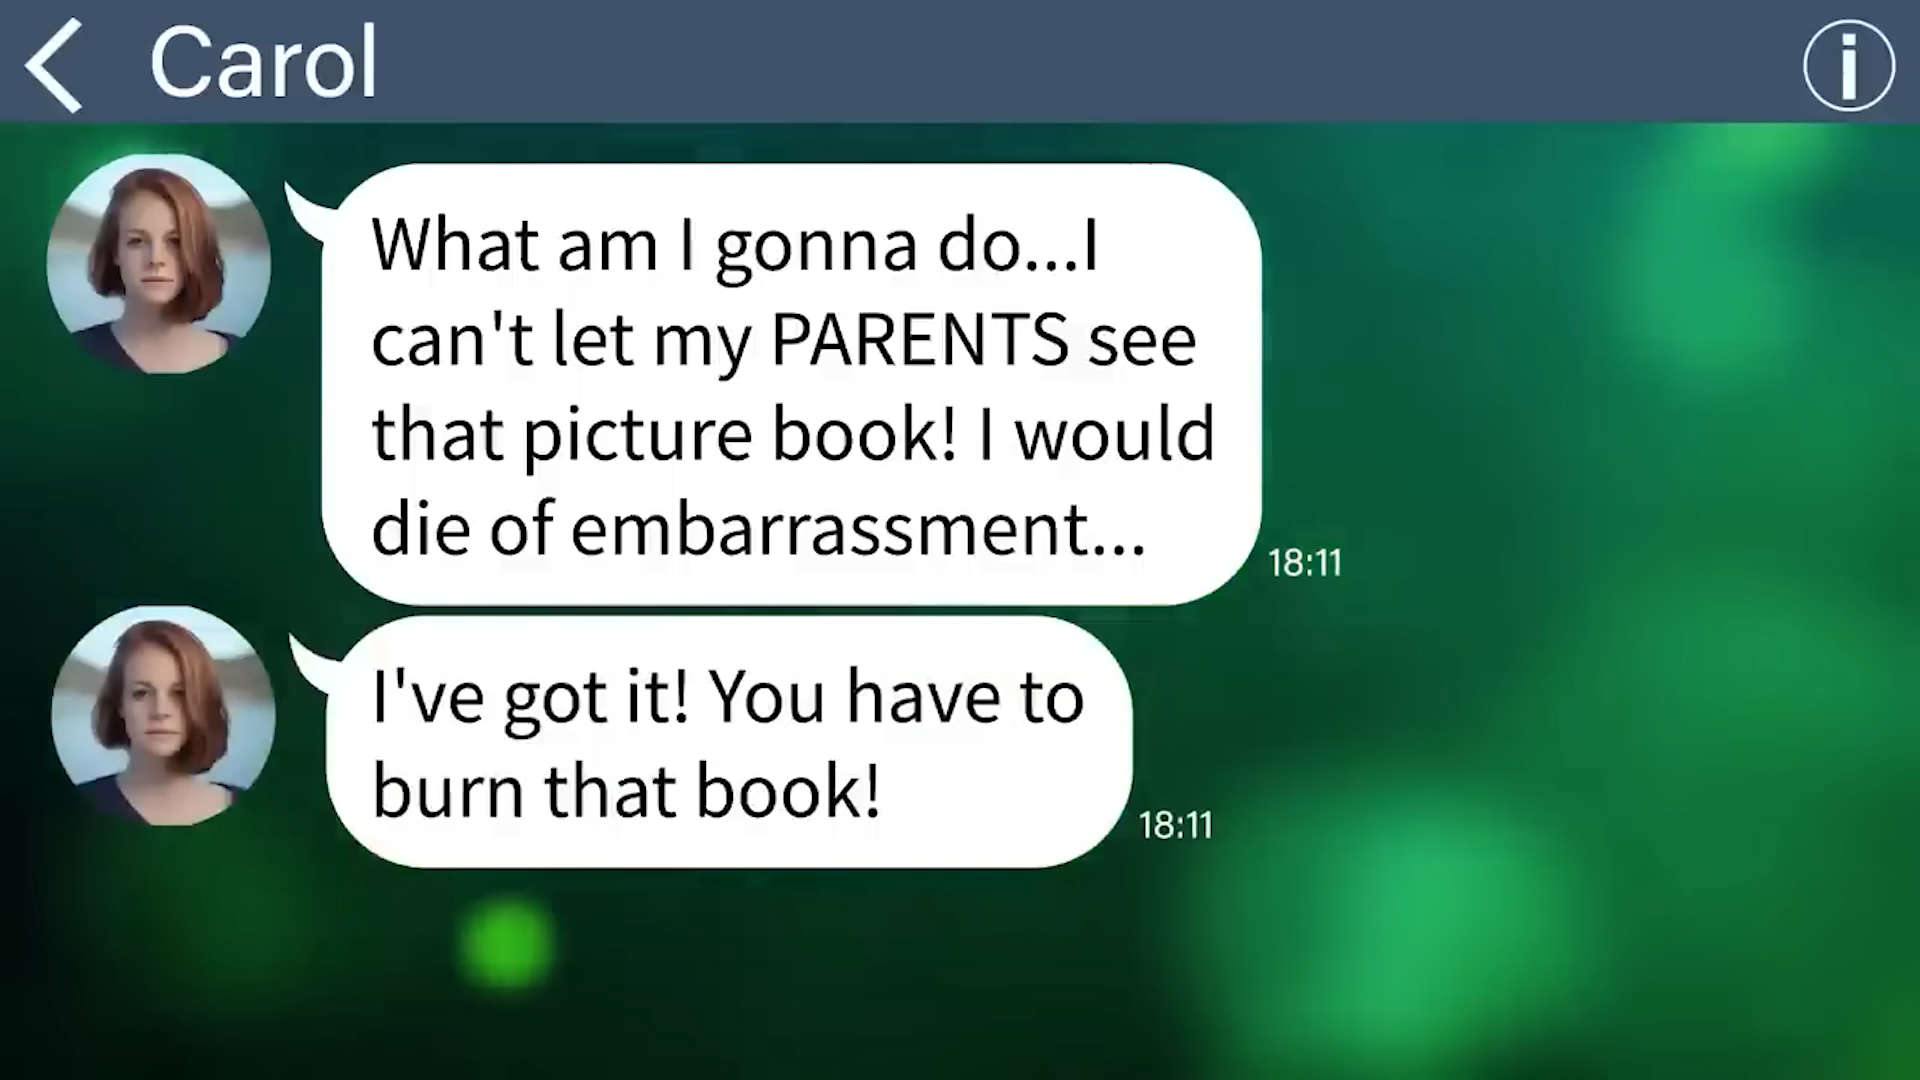 Carol
What am I gonna do...I
can't let my PARENTS see
that picture book! I would
die of embarrassment...
18:11
I've got it! You have to
burn that book!
18:11